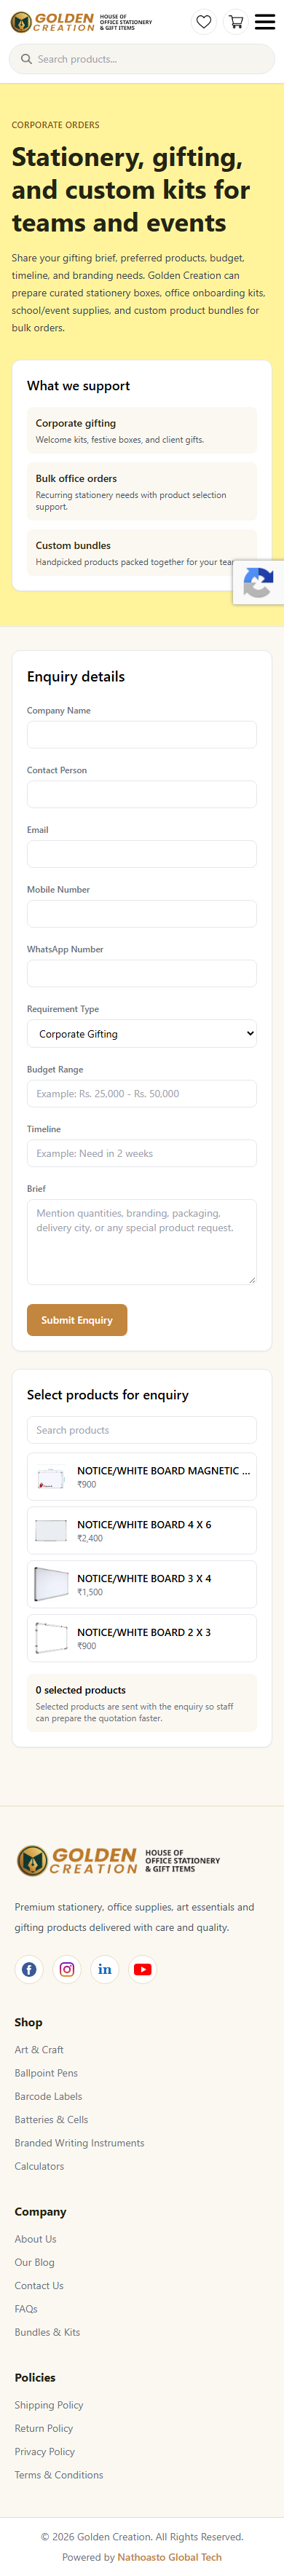 GOLDEN
CREATION
HOUSE OF
OFFICE STATIONERY
& GIFT ITEMS
Search products...
CORPORATE ORDERS
Stationery, gifting,
and custom kits for
teams and events
Share your gifting brief, preferred products, budget,
timeline, and branding needs. Golden Creation can
prepare curated stationery boxes, office onboarding kits,
school/event supplies, and custom product bundles for
bulk orders.
What we support
Corporate gifting
Welcome kits, festive boxes, and client gifts.
Bulk office orders
Recurring stationery needs with product selection
support.
Custom bundles
Handpicked products packed together for your
Enquiry details
Company Name
Contact Person
Email
Mobile Number
WhatsApp Number
Requirement Type
Corporate Gifting
Budget Range
Example: Rs. 25,000 - Rs. 50,000
Timeline
Example: Need in 2 weeks
Brief
Mention quantities, branding, packaging,
delivery city, or any special product request.
Submit Enquiry
Select products for enquiry
Search products
NOTICE/WHITE BOARD MAGNETIC ...
₹900
NOTICE/WHITE BOARD 4 X 6
₹2,400
NOTICE/WHITE BOARD 3 X 4
₹1,500
NOTICE/WHITE BOARD 2 X 3
₹900
0 selected products
Selected products are sent with the enquiry so staff
can prepare the quotation faster.
GOLDEN
CREATION
HOUSE OF
OFFICE STATIONERY
& GIFT ITEMS
Premium stationery, office supplies, art essentials and
gifting products delivered with care and quality.
Shop
Art & Craft
Ballpoint Pens
Barcode Labels
Batteries & Cells
Branded Writing Instruments
Calculators
Company
About Us
Our Blog
Contact Us
FAQs
Bundles & Kits
Policies
Shipping Policy
Return Policy
Privacy Policy
Terms & Conditions
© 2026 Golden Creation. All Rights Reserved.
Powered by Nathoasto Global Tech